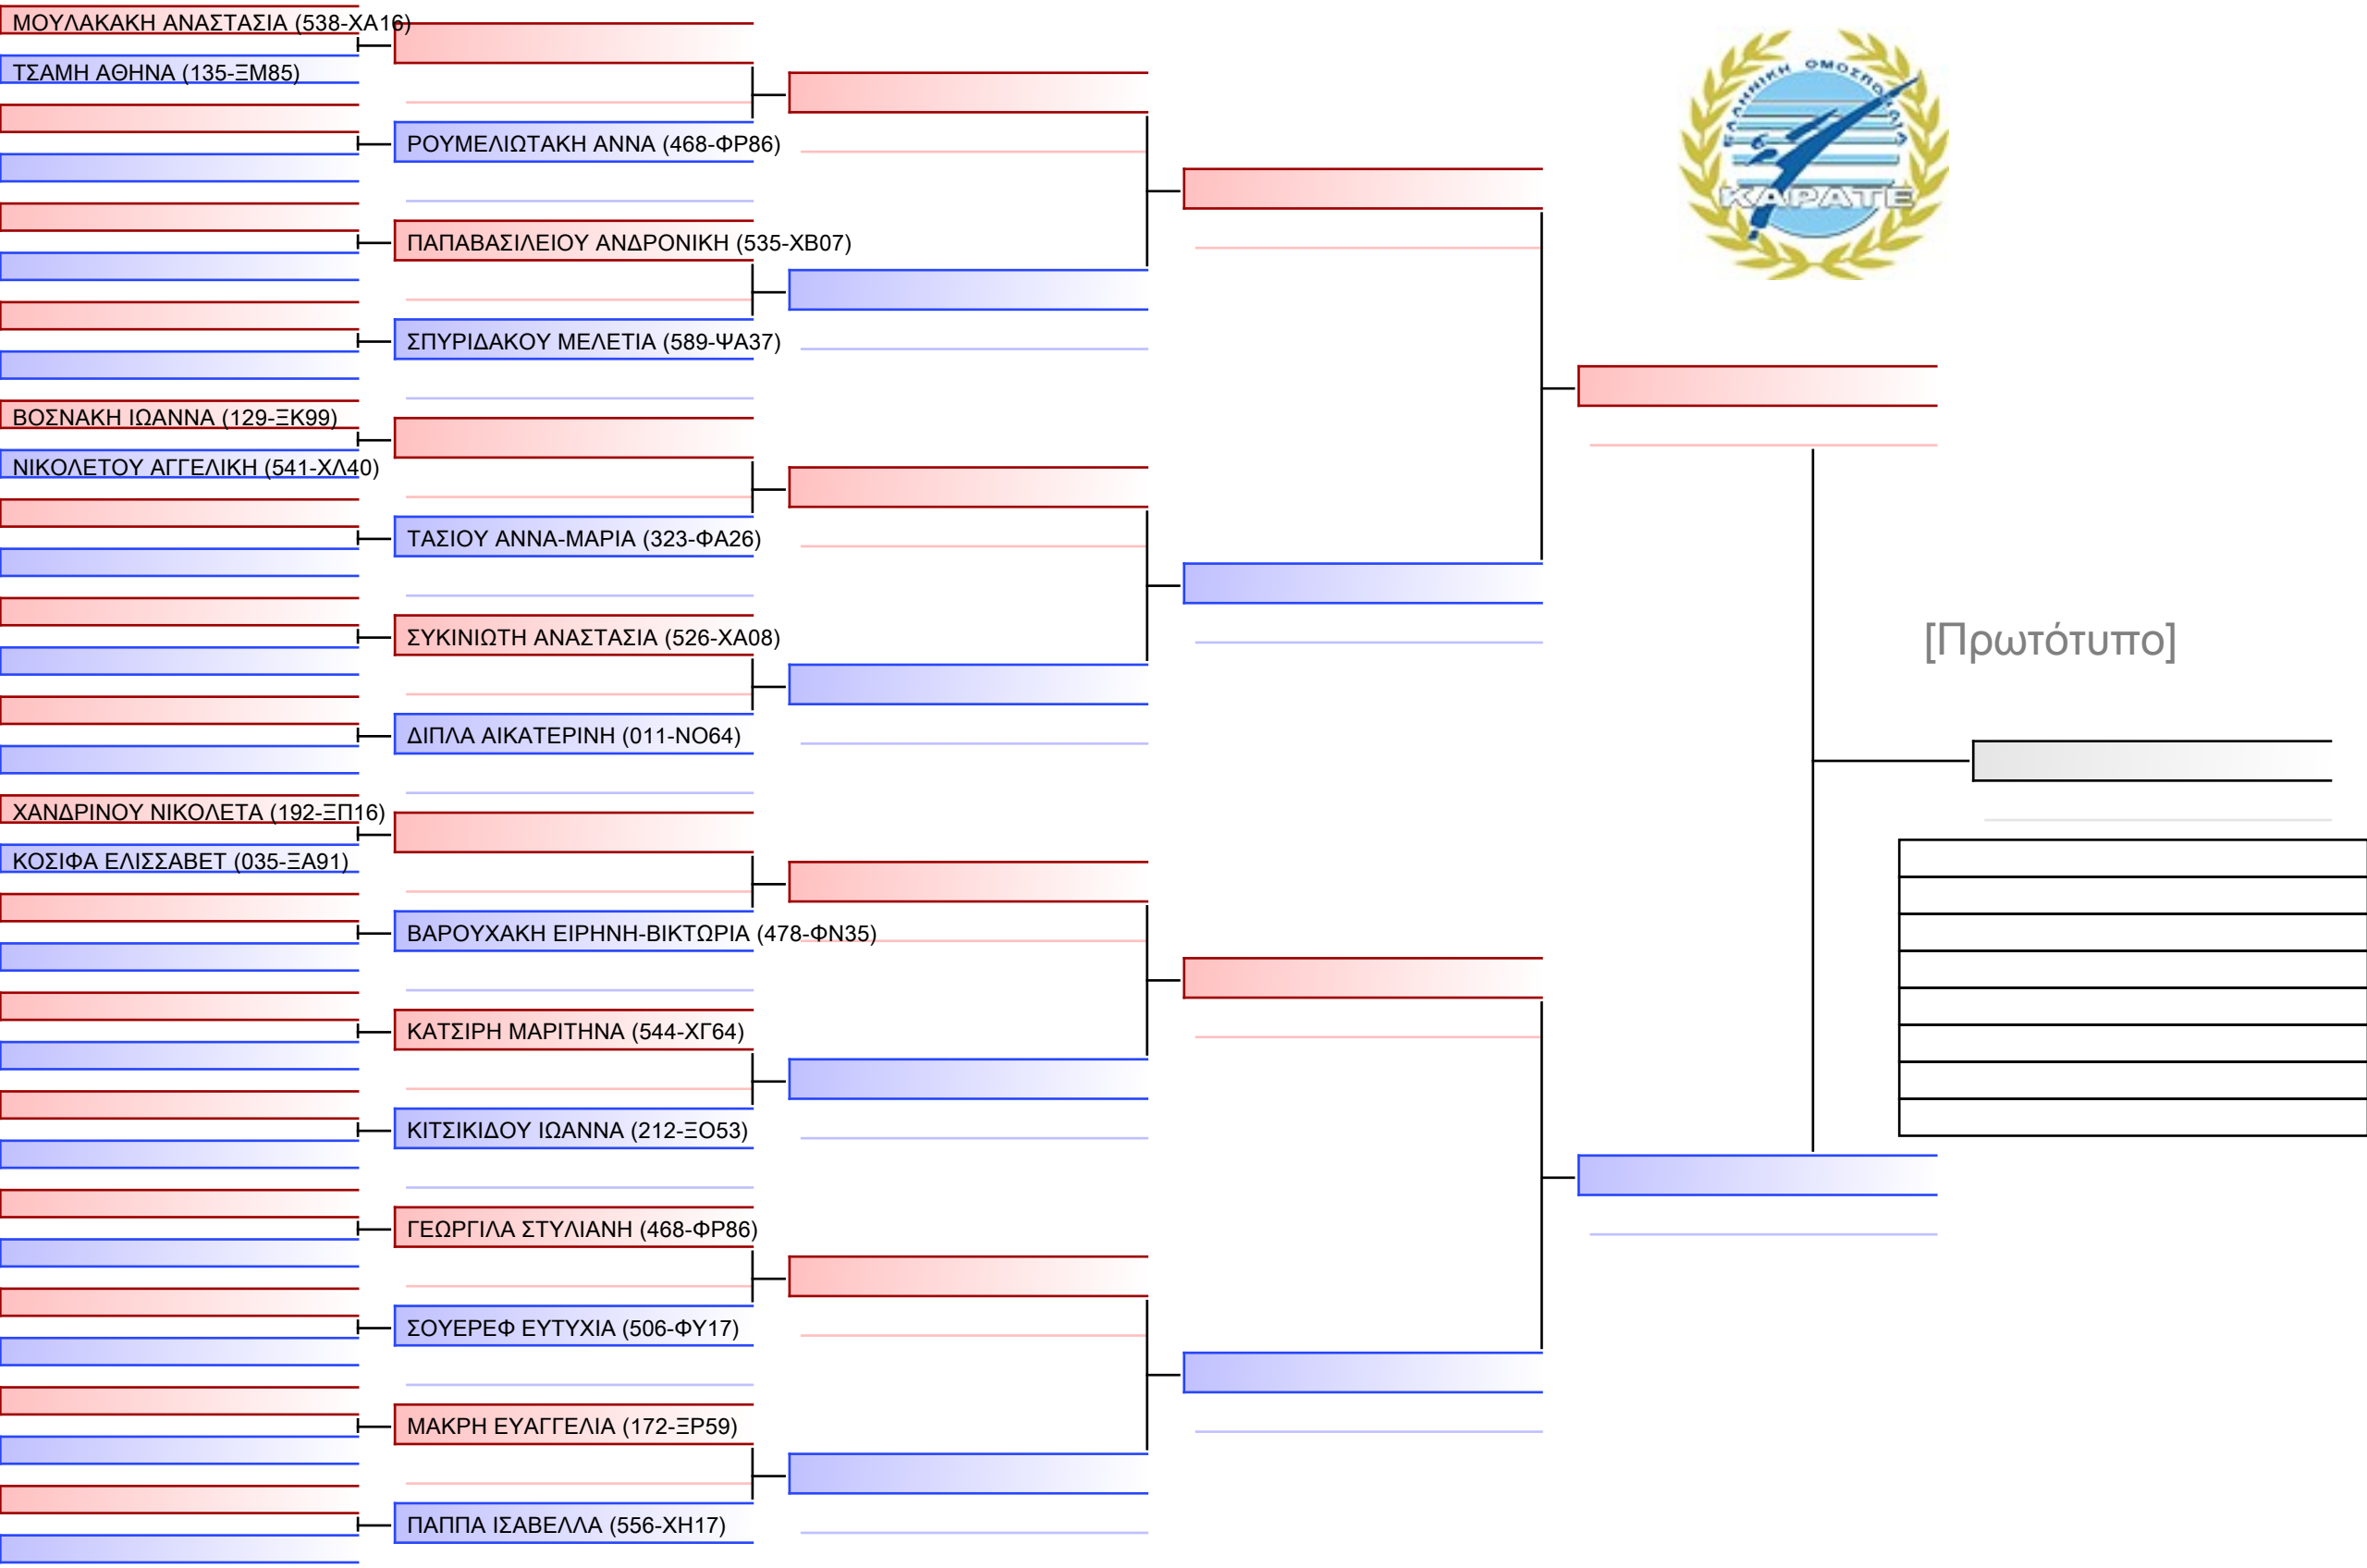 ΜΟΥΛΑΚΑΚΗ ΑΝΑΣΤΑΣΙΑ (538-ΧΑ16)
ΤΣΑΜΗ ΑΘΗΝΑ (135-ΞΜ85)
ΡΟΥΜΕΛΙΩΤΑΚΗ ΑΝΝΑ (468-ΦΡ86)
ΠΑΠΑΒΑΣΙΛΕΙΟΥ ΑΝΔΡΟΝΙΚΗ (535-ΧΒ07)
ΣΠΥΡΙΔΑΚΟΥ ΜΕΛΕΤΙΑ (589-ΨΑ37)
ΒΟΣΝΑΚΗ ΙΩΑΝΝΑ (129-ΞΚ99)
ΝΙΚΟΛΕΤΟΥ ΑΓΓΕΛΙΚΗ (541-ΧΛ40)
ΤΑΣΙΟΥ ΑΝΝΑ-ΜΑΡΙΑ (323-ΦΑ26)
ΣΥΚΙΝΙΩΤΗ ΑΝΑΣΤΑΣΙΑ (526-ΧΑ08)
ΔΙΠΛΑ ΑΙΚΑΤΕΡΙΝΗ (011-ΝΟ64)
ΧΑΝΔΡΙΝΟΥ ΝΙΚΟΛΕΤΑ (192-ΞΠ16)
ΚΟΣΙΦΑ ΕΛΙΣΣΑΒΕΤ (035-ΞΑ91)
ΒΑΡΟΥΧΑΚΗ ΕΙΡΗΝΗ-ΒΙΚΤΩΡΙΑ (478-ΦΝ35)
ΚΑΤΣΙΡΗ ΜΑΡΙΤΗΝΑ (544-ΧΓ64)
ΚΙΤΣΙΚΙΔΟΥ ΙΩΑΝΝΑ (212-ΞΟ53)
ΓΕΩΡΓΙΛΑ ΣΤΥΛΙΑΝΗ (468-ΦΡ86)
ΣΟΥΕΡΕΦ ΕΥΤΥΧΙΑ (506-ΦΥ17)
ΜΑΚΡΗ ΕΥΑΓΓΕΛΙΑ (172-ΞΡ59)
ΠΑΠΠΑ ΙΣΑΒΕΛΛΑ (556-ΧΗ17)
ΕΛΛΗΝΙΚΗ ΟΜΟΣΠΟΝΔΙΑ
ΚΑΡΑΤΕ
[Πρωτότυπο]